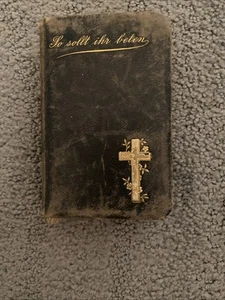 So sollt ihr beten